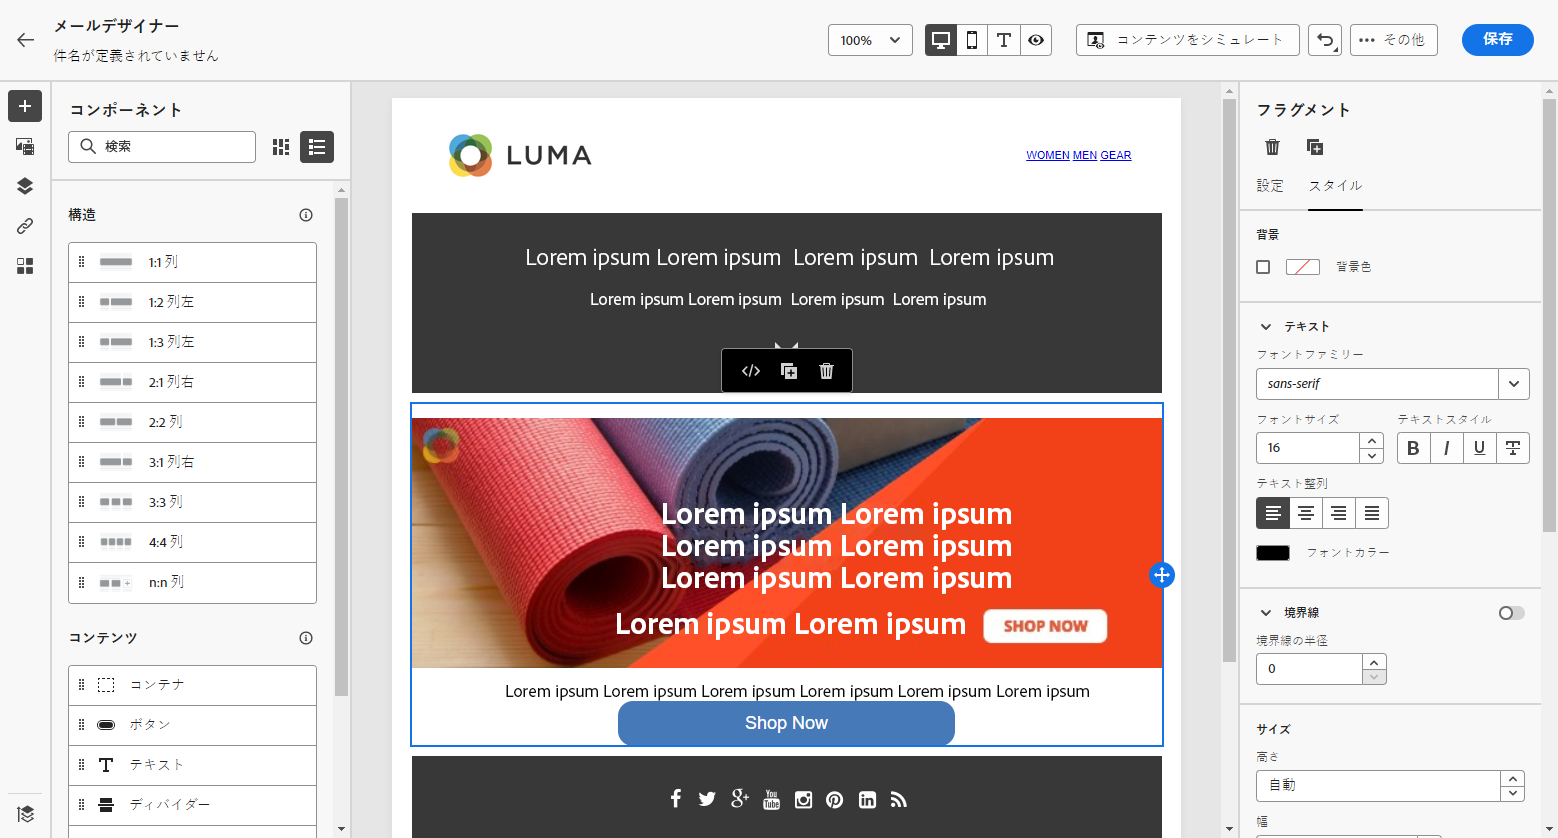 メールデザイナー
件名が定義されていません
100%
コンテンツをシミュレート
その他
保存
コンポーネント
検索
構造
1:1 列
1:2 列左
1:3 列左
2:1 列右
2:2 列
3:1 列右
3:3 列
4:4 列
n:n 列
コンテンツ
コンテナ
ボタン
テキスト
ディバイダー
LUMA
WOMEN MEN GEAR
Lorem ipsum Lorem ipsum Lorem ipsum Lorem ipsum
Lorem ipsum Lorem ipsum Lorem ipsum Lorem ipsum
Lorem ipsum Lorem ipsum
Lorem ipsum Lorem ipsum
Lorem ipsum Lorem ipsum
Lorem ipsum Lorem ipsum
SHOP NOW
Lorem ipsum Lorem ipsum Lorem ipsum Lorem ipsum Lorem ipsum Lorem ipsum
Shop Now
You
Tube
フラグメント
設定 スタイル
背景
背景色
テキスト
フォントファミリー
sans-serif
フォントサイズ テキストスタイル
16
B I U T
テキスト整列
フォントカラー
境界線
境界線の半径
0
サイズ
高さ
自動
幅